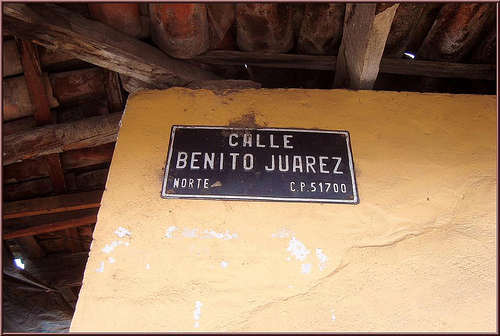 CALLE
BENITO JUAREZ
NORTE C.P. 51700